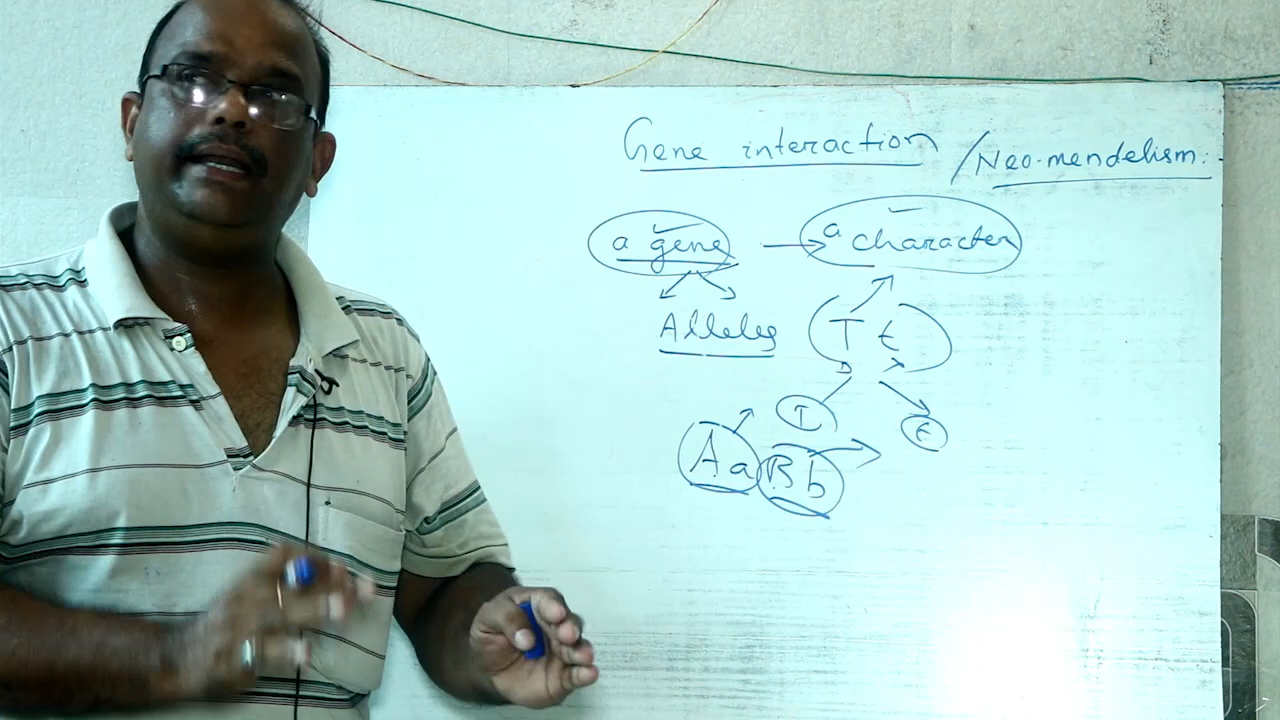 Gene interaction / Neo-mendelism:-
a gene → a character
Alleles
T t
T
t
Aa Bb